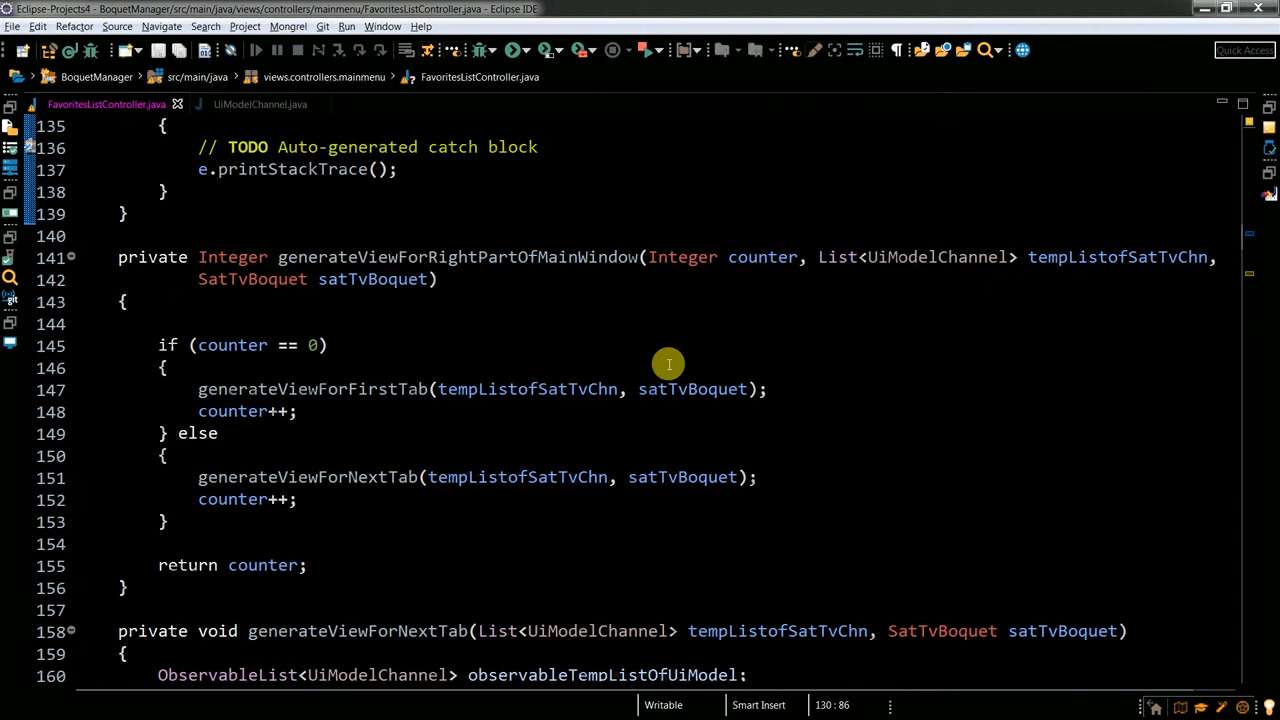 Eclipse-Projects4 - BoquetManager/src/main/java/views/controllers/mainmenu/FavoritesListController.java - Eclipse IDE
File Edit Refactor Source Navigate Search Project Mongrel Git Run Window Help
Quick Access
BoquetManager src/main/java views.controllers.mainmenu FavoritesListController.java
FavoritesListController.java UiModelChannel.java
135 {
136 // TODO Auto-generated catch block
137 e.printStackTrace();
138 }
139 }
140
141 private Integer generateViewForRightPartOfMainWindow(Integer counter, List<UiModelChannel> tempListofSatTvChn,
142 SatTvBoquet satTvBoquet)
143 {
144
145 if (counter == 0)
146 {
147 generateViewForFirstTab(tempListofSatTvChn, satTvBoquet);
148 counter++;
149 } else
150 {
151 generateViewForNextTab(tempListofSatTvChn, satTvBoquet);
152 counter++;
153 }
154
155 return counter;
156 }
157
158 private void generateViewForNextTab(List<UiModelChannel> tempListofSatTvChn, SatTvBoquet satTvBoquet)
159 {
160 ObservableList<UiModelChannel> observableTempListOfUiModel;
Writable Smart Insert 130 : 86